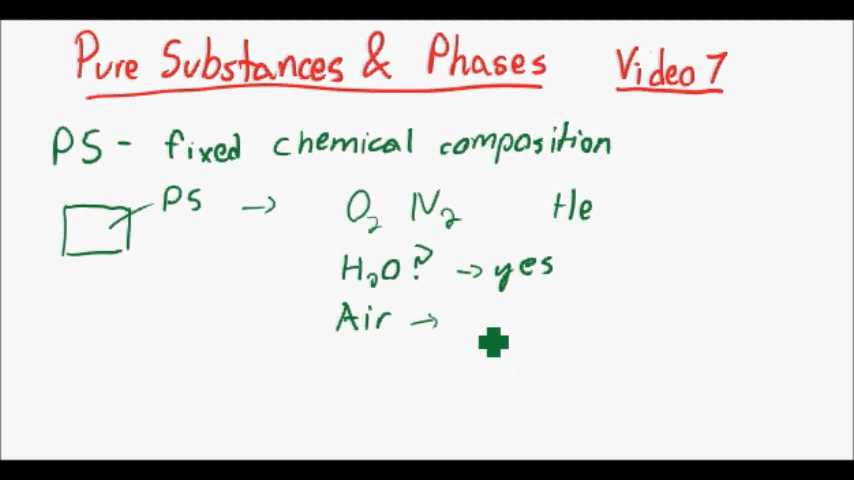 Pure Substances & Phases Video 7
PS - fixed chemical composition
PS → O₂ N₂ He
H₂O? → yes
Air →